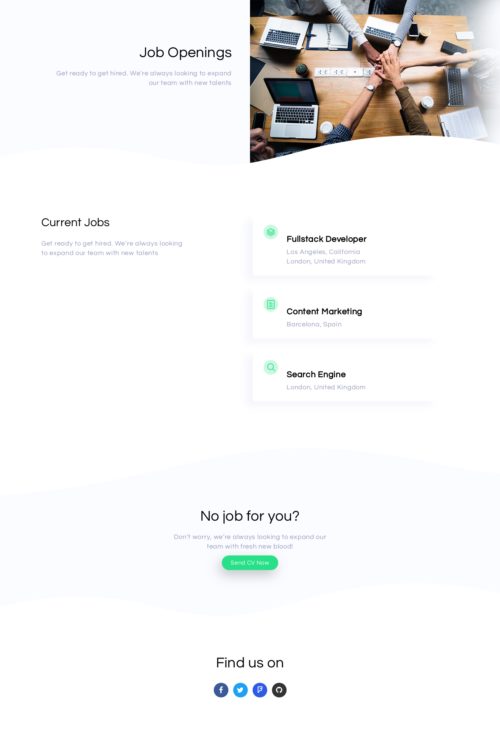 Job Openings
Get ready to get hired. We're always looking to expand
our team with new talents
Current Jobs
Get ready to get hired. We're always looking
to expand our team with new talents.
Fullstack Developer
Los Angeles, California
London, United Kingdom
Content Marketing
Barcelona, Spain
Search Engine
London, United Kingdom
No job for you?
Don't worry, we're always looking to expand our
team with fresh new blood!
Send CV Now
Find us on